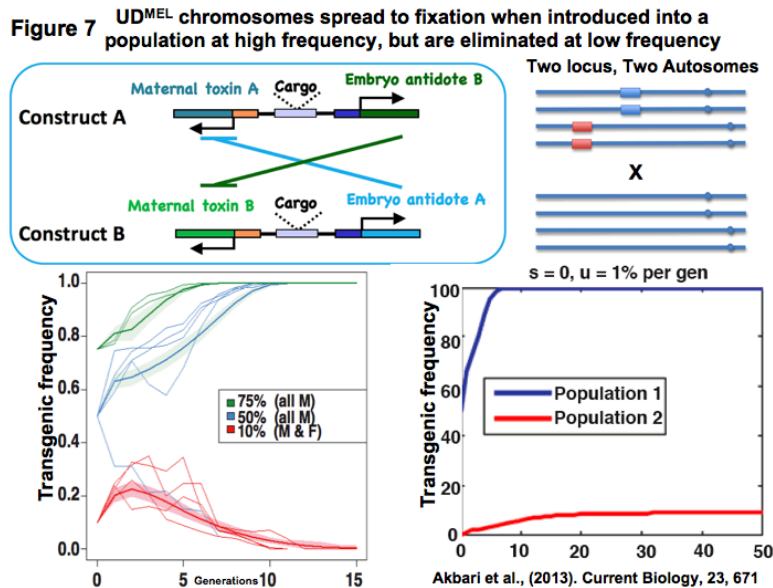 Figure 7
UDMEL chromosomes spread to fixation when introduced into a
population at high frequency, but are eliminated at low frequency
Maternal toxin A
Cargo
Embryo antidote B
Construct A
Maternal toxin B
Cargo
Embryo antidote A
Construct B
Two locus, Two Autosomes
X
s = 0, u = 1% per gen
Transgenic frequency
1.0
0.8
0.6
0.4
0.2
0.0
75% (all M)
50% (all M)
10% (M & F)
0
5
Generations
10
15
Transgenic frequency
100
80
60
40
20
0
Population 1
Population 2
0
10
20
30
40
50
Akbari et al., (2013). Current Biology, 23, 671